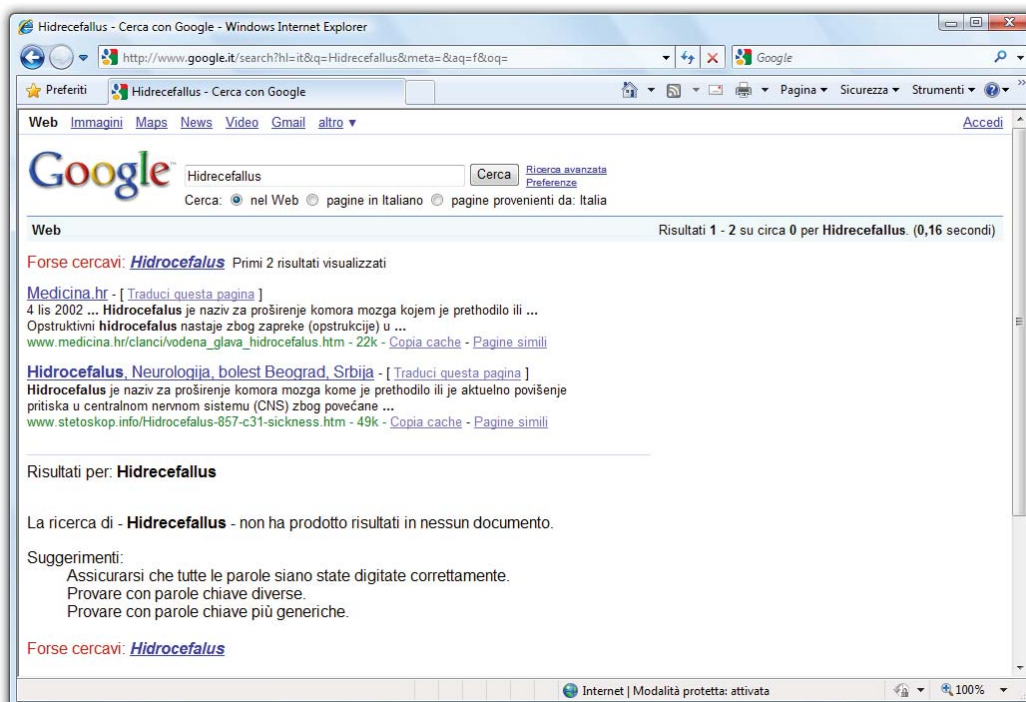 Hidrecefallus - Cerca con Google - Windows Internet Explorer
http://www.google.it/search?hl=it&q=Hidrecefallus&meta=&aq=f&oq=
Google
Preferiti
Hidrecefallus - Cerca con Google
Pagina
Sicurezza
Strumenti
Web Immagini Maps News Video Gmail altro ▼
Accedi
Google™
Hidrecefallus
Cerca
Ricerca avanzata
Preferenze
Cerca: nel Web pagine in Italiano pagine provenienti da: Italia
Web
Risultati 1 - 2 su circa 0 per Hidrecefallus. (0,16 secondi)
Forse cercavi: Hidrocefalus Primi 2 risultati visualizzati
Medicina.hr - [ Traduci questa pagina ]
4 lis 2002 ... Hidrocefalus je naziv za proširenje komora mozga kojem je prethodilo ili ...
Opstruktivni hidrocefalus nastaje zbog zapreke (opstrukcije) u ...
www.medicina.hr/clanci/vodena_glava_hidrocefalus.htm - 22k - Copia cache - Pagine simili
Hidrocefalus, Neurologija, bolest Beograd, Srbija - [ Traduci questa pagina ]
Hidrocefalus je naziv za proširenje komora mozga kome je prethodilo ili je aktuelno povišenje
pritiska u centralnom nervnom sistemu (CNS) zbog povećane ...
www.stetoskop.info/Hidrocefalus-857-c31-sickness.htm - 49k - Copia cache - Pagine simili
Risultati per: Hidrecefallus
La ricerca di - Hidrecefallus - non ha prodotto risultati in nessun documento.
Suggerimenti:
Assicurarsi che tutte le parole siano state digitate correttamente.
Provare con parole chiave diverse.
Provare con parole chiave più generiche.
Forse cercavi: Hidrocefalus
Internet | Modalità protetta: attivata
100%